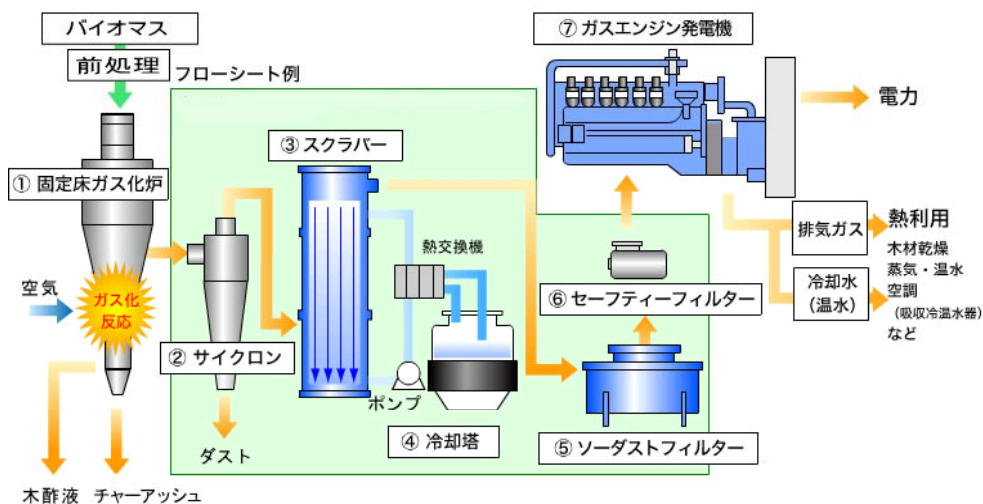 バイオマス
前処理
フローシート例
⑦ ガスエンジン発電機
電力
③ スクラバー
① 固定床ガス化炉
空気
ガス化
反応
熱交換機
排気ガス
熱利用
木材乾燥
蒸気・温水
空調
（吸収冷温水器）
など
冷却水
（温水）
⑥ セーフティーフィルター
② サイクロン
ポンプ
④ 冷却塔
⑤ ソーダストフィルター
ダスト
木酢液
チャーアッシュ